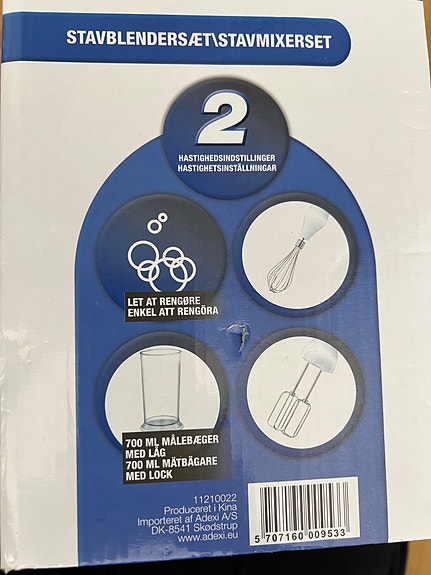 STAVBLENDERSÆT\STAVMIXERSET
2
HASTIGHEDSINDSTILLINGER
HASTIGHETSINSTÄLLNINGAR
LET AT RENGØRE
ENKEL ATT RENGÖRA
700 ML MÅLEBÆGER
MED LÅG
700 ML MÄTBÄGARE
MED LOCK
11210022
Produceret i Kina
Importeret af Adexi A/S
DK-8541 Skødstrup
www.adexi.eu
5 707160 009533